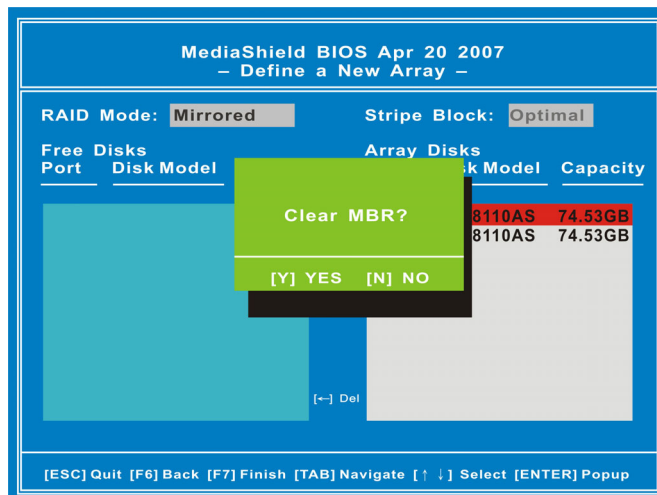 MediaShield BIOS Apr 20 2007
– Define a New Array –
RAID Mode: Mirrored Stripe Block: Optimal
Free Disks Array Disks
Port Disk Model Model Capacity
Clear MBR?
8110AS 74.53GB
8110AS 74.53GB
[Y] YES [N] NO
[←] Del
[ESC] Quit [F6] Back [F7] Finish [TAB] Navigate [↑ ↓] Select [ENTER] Popup